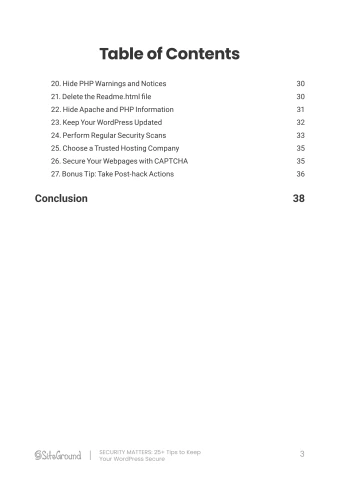 Table of Contents
20. Hide PHP Warnings and Notices 30
21. Delete the Readme.html file 30
22. Hide Apache and PHP Information 31
23. Keep Your WordPress Updated 32
24. Perform Regular Security Scans 33
25. Choose a Trusted Hosting Company 35
26. Secure Your Webpages with CAPTCHA 35
27. Bonus Tip: Take Post-hack Actions 36
Conclusion 38
SiteGround
SECURITY MATTERS: 25+ Tips to Keep
Your WordPress Secure
3